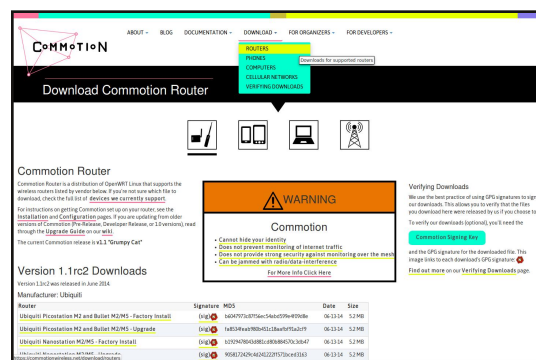 COMMOTION
ABOUT
BLOG
DOCUMENTATION
DOWNLOAD
FOR ORGANIZERS
FOR DEVELOPERS
ROUTERS
PHONES
COMPUTERS
CELLULAR NETWORKS
VERIFYING DOWNLOADS
Downloads for supported routers
Download Commotion Router
Commotion Router
Commotion Router is a distribution of OpenWRT Linux that supports the
wireless routers listed by vendor below. If you're not sure which file to
download, check the full list of devices we currently support.
For instructions on getting Commotion set up on your router, see the
Installation and Configuration pages. If you are updating from older
versions of Commotion (Pre-Release, Developer Release, or 1.0 versions), read
through the Upgrade Guide on our wiki.
The current Commotion release is v1.1 "Grumpy Cat"
WARNING
Commotion
Cannot hide your identity
Does not prevent monitoring of internet traffic
Does not provide strong security against monitoring over the mesh
Can be jammed with radio/data-interference
For More Info Click Here
Verifying Downloads
We use the best practice of using GPG signatures to sign
our downloads. This allows you to verify that the files
you download here were released by us if you choose to
To verify our downloads (optional), you'll need the
Commotion Signing Key
and the GPG signature for the downloaded file. This
image links to each downloads' GPG signature:
Find out more on our Verifying Downloads page.
Version 1.1rc2 Downloads
Version 1.1rc2 was released in June 2014
Manufacturer: Ubiquiti
Router Signature MD5 Date Size
Ubiquiti Picostation M2 and Bullet M2/M5 - Factory Install (sig) 06-13-14 5.2 MB
Ubiquiti Picostation M2 and Bullet M2/M5 - Upgrade (sig) 06-13-14 5.2 MB
Ubiquiti Nanostation M2/M5 - Factory Install (sig) 06-13-14 5.2 MB
(sig) 06-13-14 5.2 MB
https://commotionwireless.net/download/routers